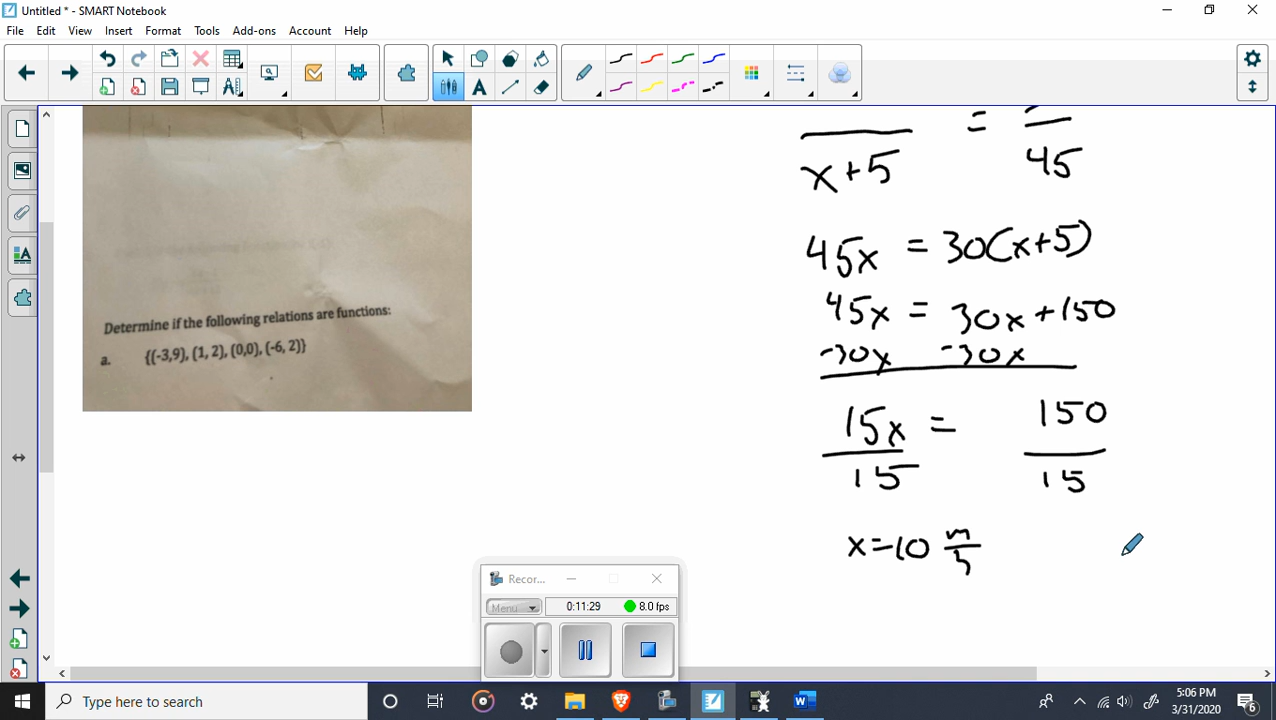 Untitled * - SMART Notebook
File Edit View Insert Format Tools Add-ons Account Help
x+5
=
45
45x = 30(x+5)
45x = 30x+150
-30x -30x
15x = 150
15 15
x=10 m/h
Determine if the following relations are functions:
a. {(-3,9), (1, 2), (0,0), (-6, 2)}
Recor...
Menu 0:11:29 8.0 fps
Type here to search
5:06 PM
3/31/2020
6